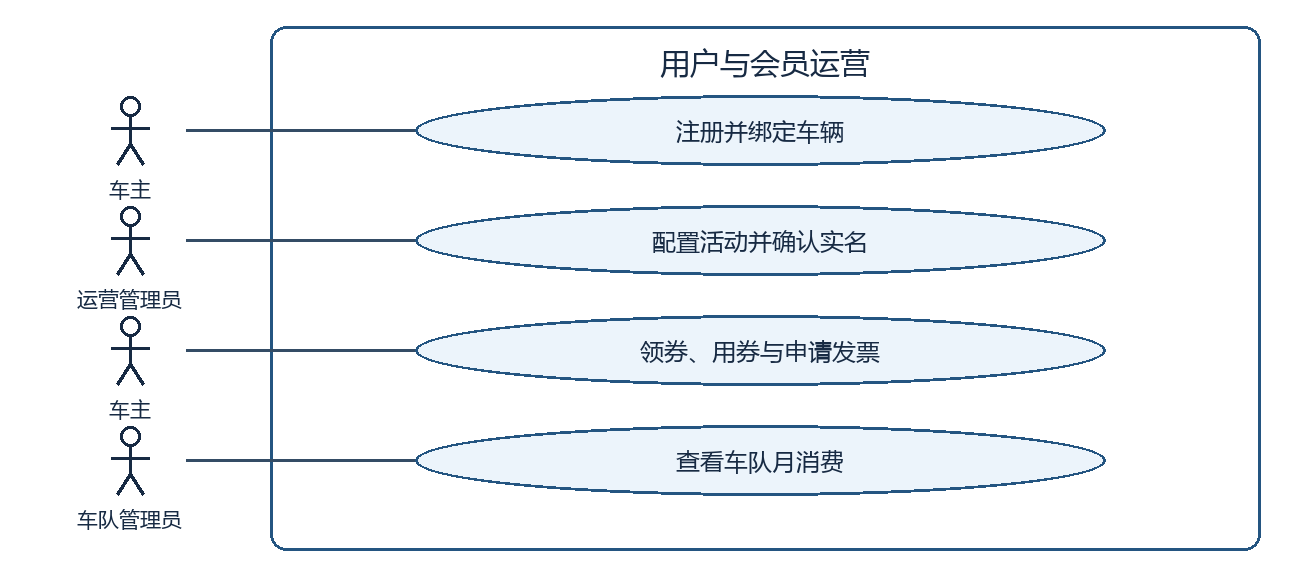 用户与会员运营
注册并绑定车辆
车主
配置活动并确认实名
运营管理员
领券、用券与申请发票
车主
查看车队月消费
车队管理员